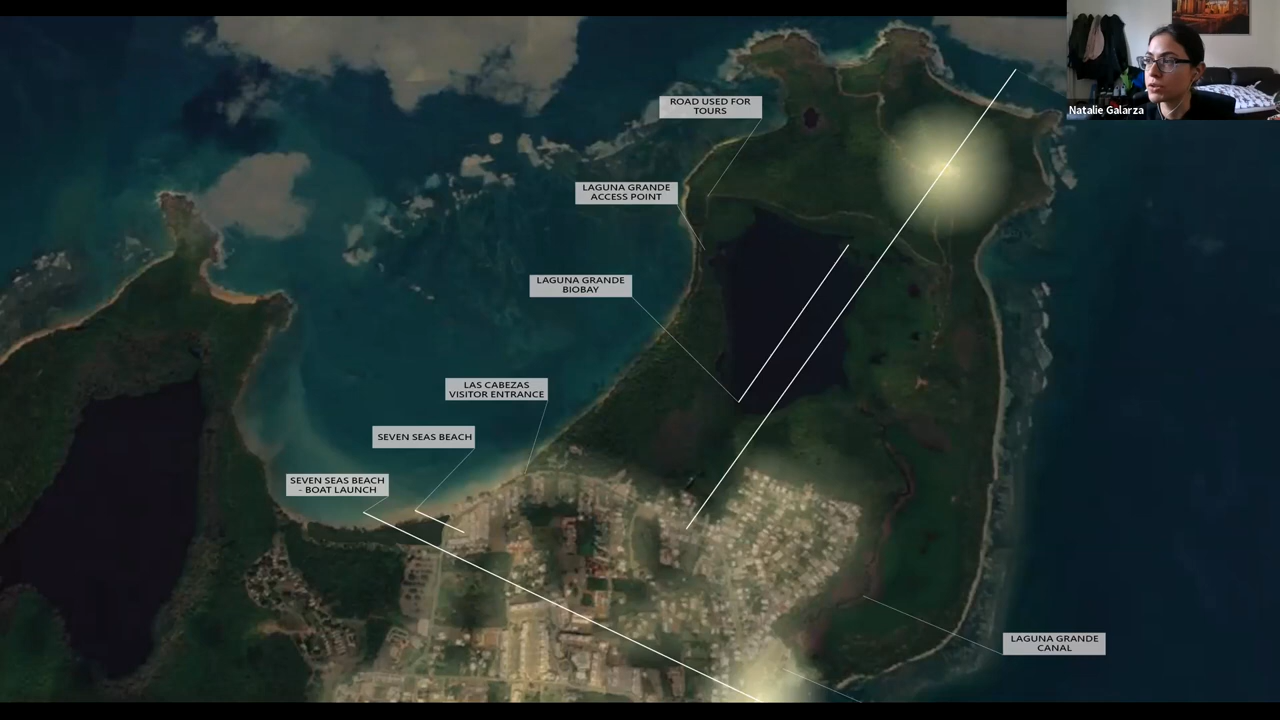 Natalie Galarza
ROAD USED FOR
TOURS
LAGUNA GRANDE
ACCESS POINT
LAGUNA GRANDE
BIOBAY
LAS CABEZAS
VISITOR ENTRANCE
SEVEN SEAS BEACH
SEVEN SEAS BEACH
- BOAT LAUNCH
LAGUNA GRANDE
CANAL